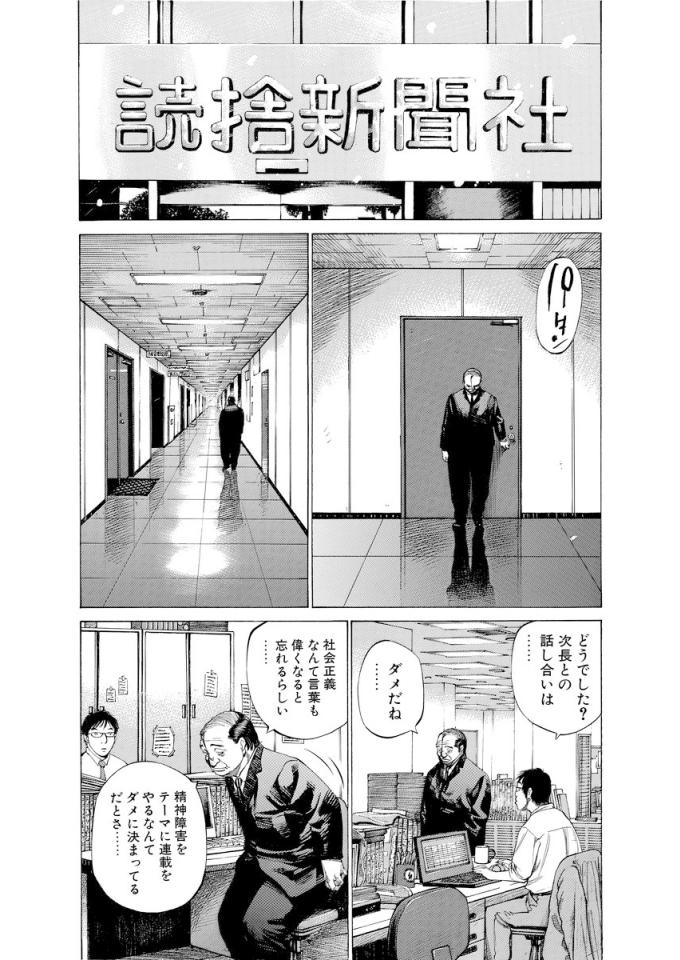 読捨新聞社
バタン
どうでした?
次長との
話し合いは
……
ダメだね
……
社会正義
なんて言葉も
偉くなると
忘れるらしい
……
精神障害を
テーマに連載を
やるなんて
ダメに決まってる
だとさ……